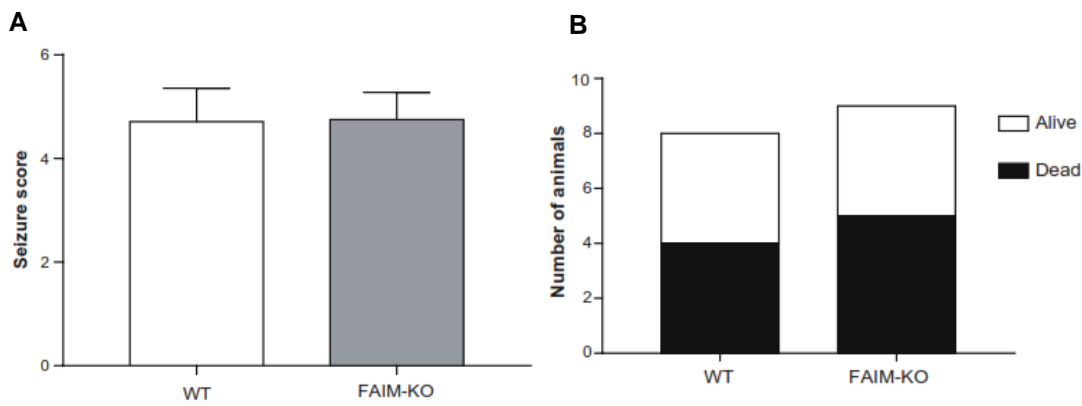 A
Seizure score
6
4
2
0
WT
FAIM-KO
B
Number of animals
10
8
6
4
2
0
WT
FAIM-KO
Alive
Dead